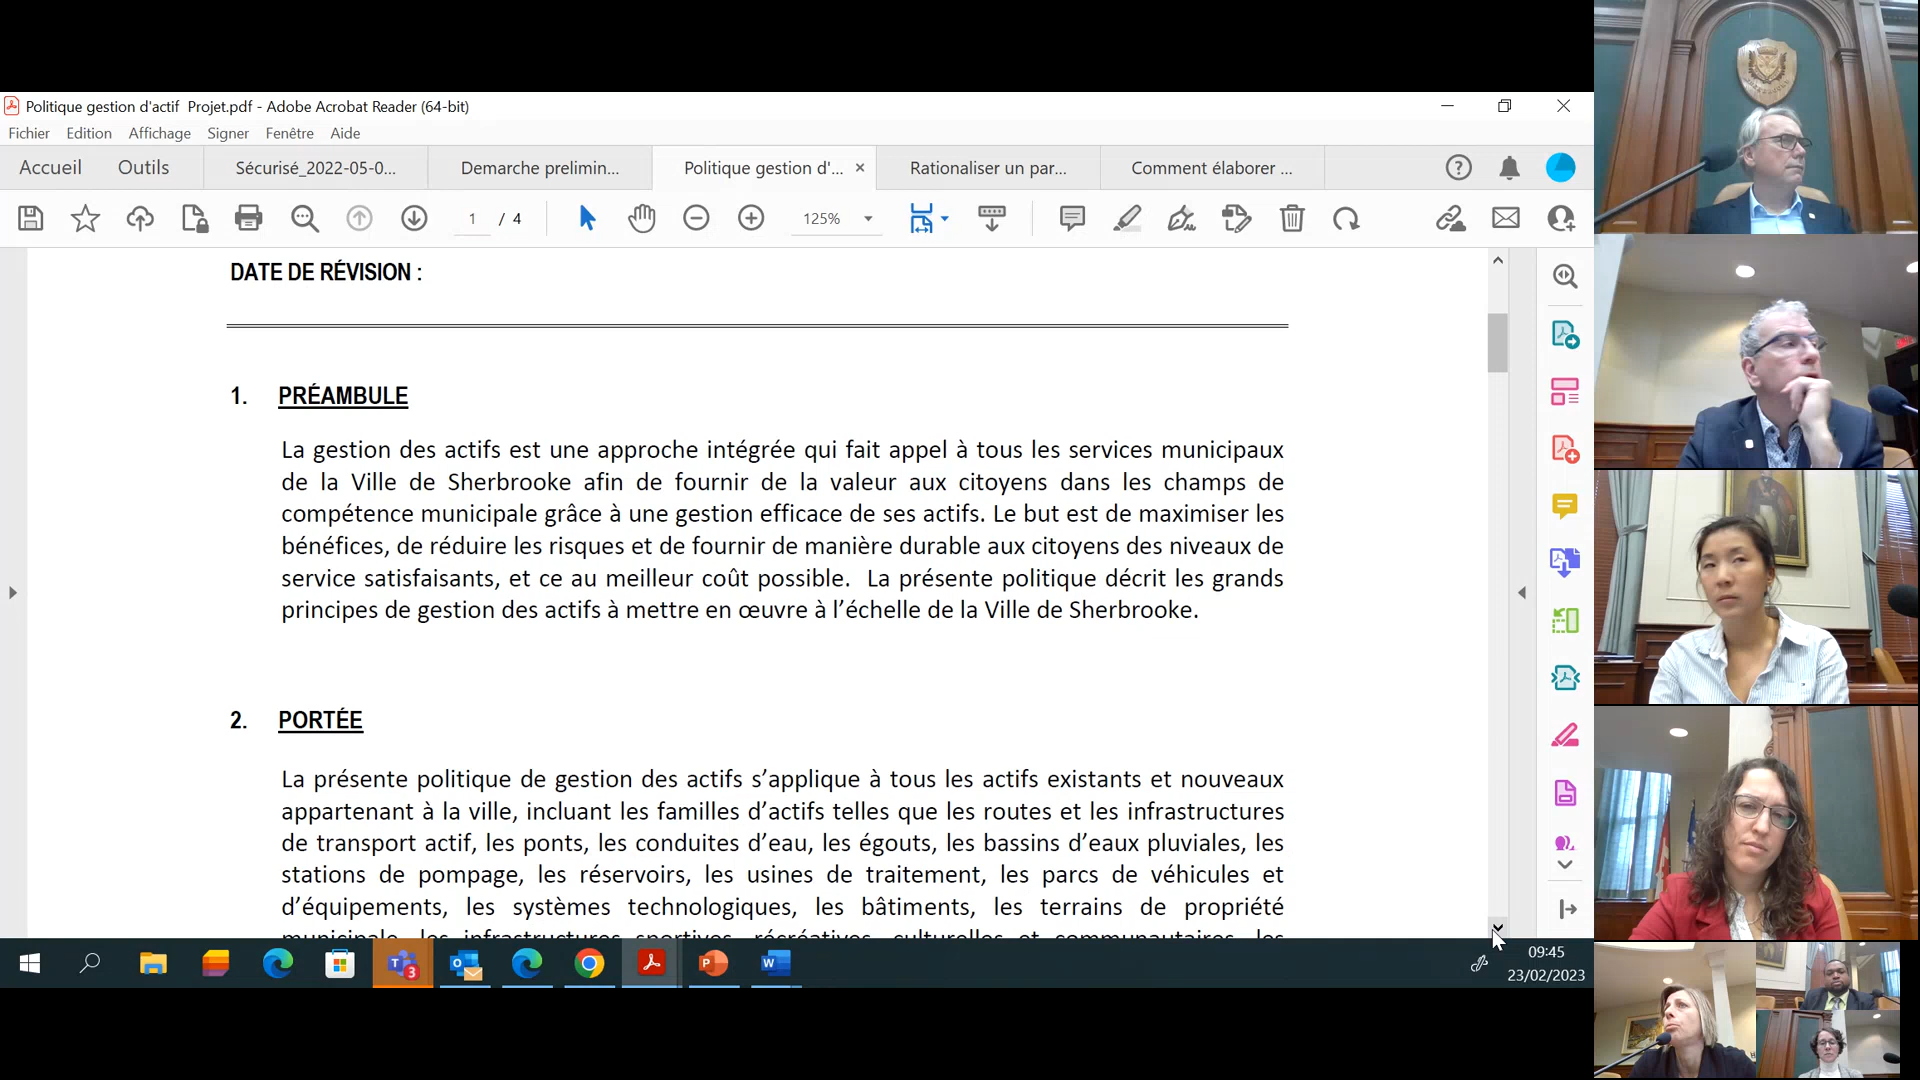 Politique gestion d'actif  Projet.pdf - Adobe Acrobat Reader (64-bit)
Fichier Edition Affichage Signer Fenêtre Aide
Accueil Outils Sécurisé_2022-05-0... Demarche prelimin... Politique gestion d'... Rationaliser un par... Comment élaborer ...
1 / 4 125%
DATE DE RÉVISION :
1. PRÉAMBULE
La gestion des actifs est une approche intégrée qui fait appel à tous les services municipaux
de la Ville de Sherbrooke afin de fournir de la valeur aux citoyens dans les champs de
compétence municipale grâce à une gestion efficace de ses actifs. Le but est de maximiser les
bénéfices, de réduire les risques et de fournir de manière durable aux citoyens des niveaux de
service satisfaisants, et ce au meilleur coût possible.  La présente politique décrit les grands
principes de gestion des actifs à mettre en œuvre à l’échelle de la Ville de Sherbrooke.
2. PORTÉE
La présente politique de gestion des actifs s’applique à tous les actifs existants et nouveaux
appartenant à la ville, incluant les familles d’actifs telles que les routes et les infrastructures
de transport actif, les ponts, les conduites d’eau, les égouts, les bassins d’eaux pluviales, les
stations de pompage, les réservoirs, les usines de traitement, les parcs de véhicules et
d’équipements, les systèmes technologiques, les bâtiments, les terrains de propriété
municipale, les infrastructures sportives, récréatives, culturelles et communautaires, les
3
09:45
23/02/2023